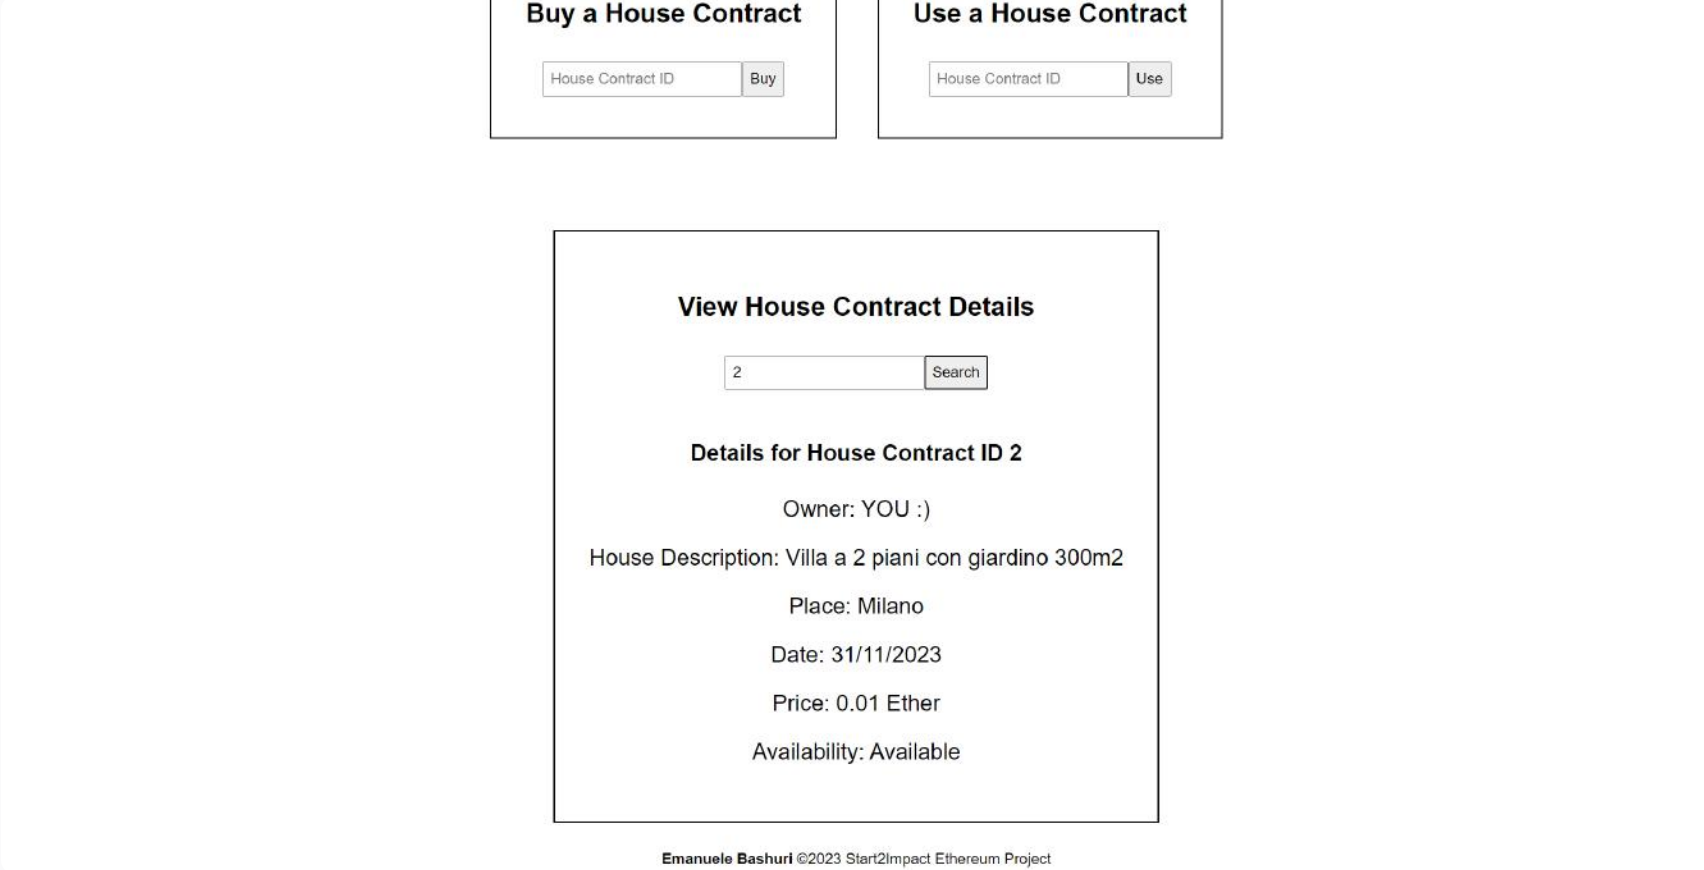 Buy a House Contract
House Contract ID Buy
Use a House Contract
House Contract ID Use
View House Contract Details
2 Search
Details for House Contract ID 2
Owner: YOU :)
House Description: Villa a 2 piani con giardino 300m2
Place: Milano
Date: 31/11/2023
Price: 0.01 Ether
Availability: Available
Emanuele Bashuri ©2023 Start2Impact Ethereum Project